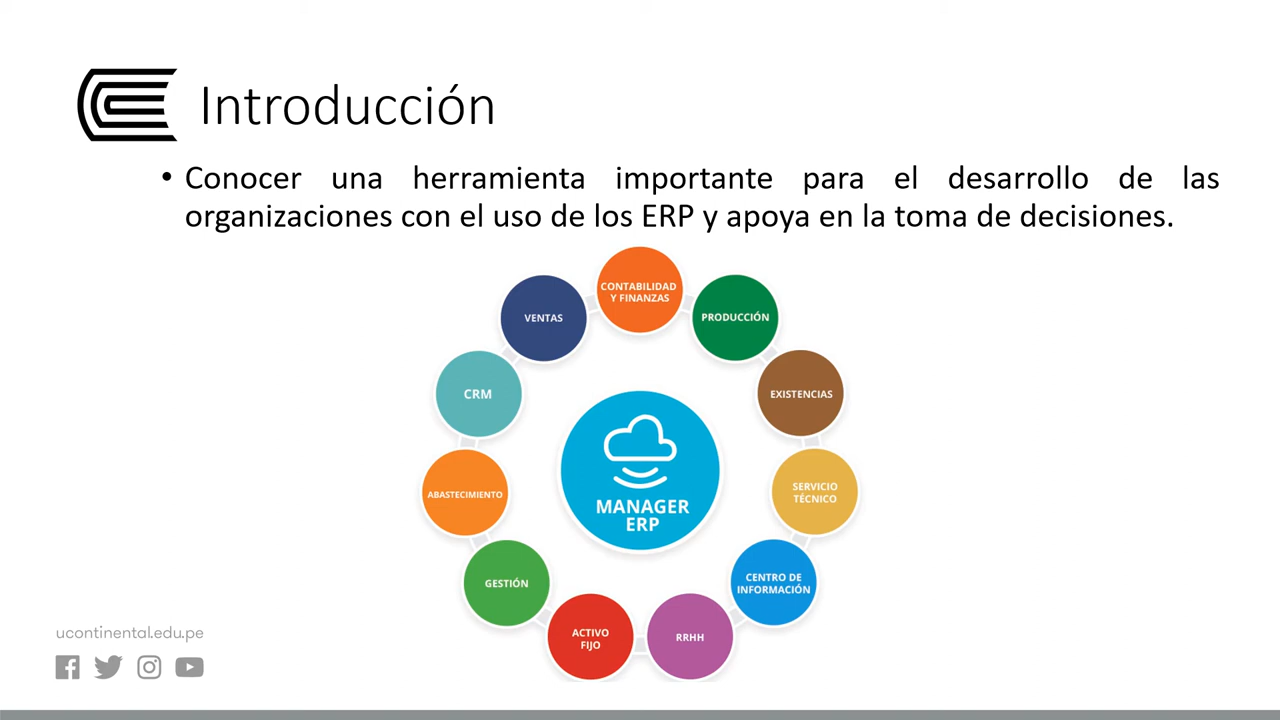 Introducción
• Conocer una herramienta importante para el desarrollo de las
organizaciones con el uso de los ERP y apoya en la toma de decisiones.
CONTABILIDAD
Y FINANZAS
PRODUCCIÓN
EXISTENCIAS
SERVICIO
TÉCNICO
CENTRO DE
INFORMACIÓN
RRHH
ACTIVO
FIJO
GESTIÓN
ABASTECIMIENTO
CRM
VENTAS
MANAGER
ERP
ucontinental.edu.pe